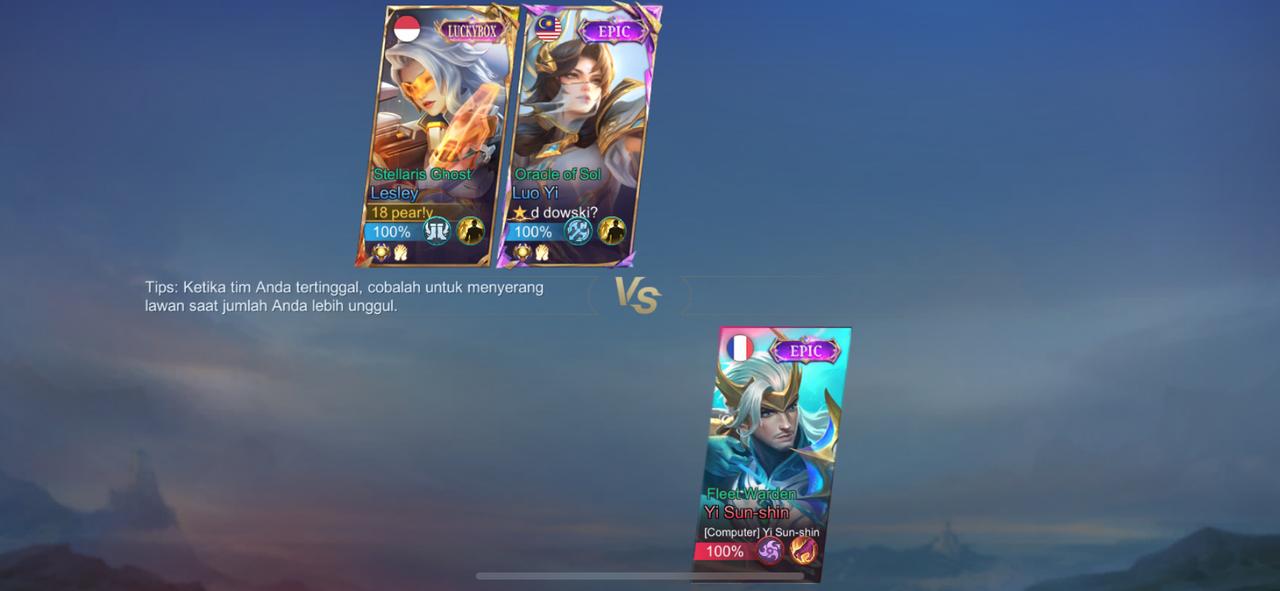 LUCKYBOX
Stellaris Ghost
Lesley
18 pear!y
100%
EPIC
Oracle of Sol
Luo Yi
d dowski?
100%
Tips: Ketika tim Anda tertinggal, cobalah untuk menyerang
lawan saat jumlah Anda lebih unggul.
VS
EPIC
Fleet Warden
Yi Sun-shin
[Computer] Yi Sun-shin
100%